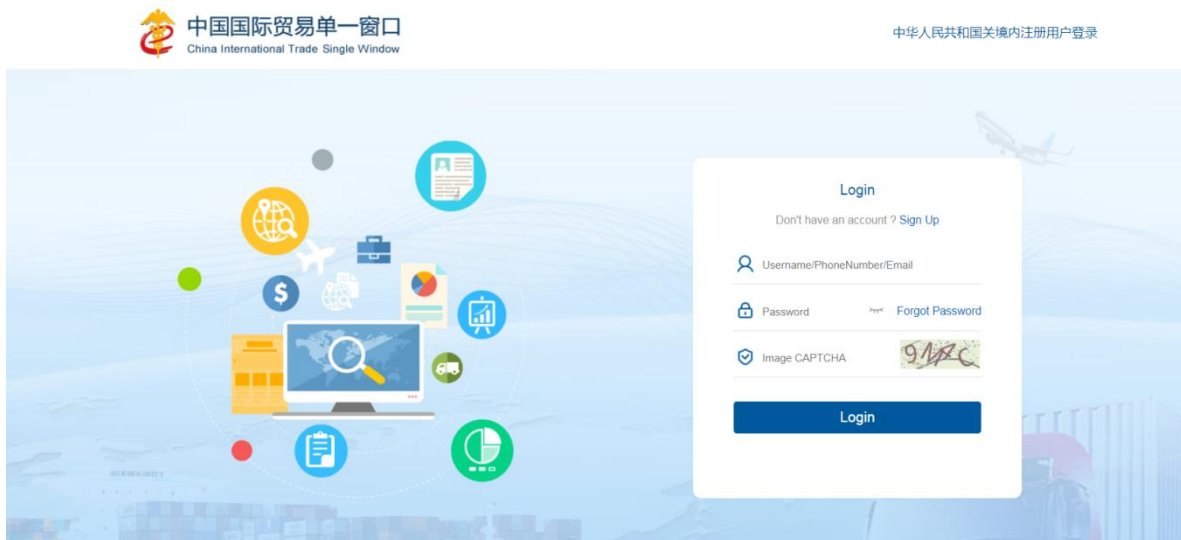 中国国际贸易单一窗口
China International Trade Single Window
中华人民共和国关境内注册用户登录
Login
Don't have an account ? Sign Up
Username/PhoneNumber/Email
Password Forgot Password
Image CAPTCHA
Login